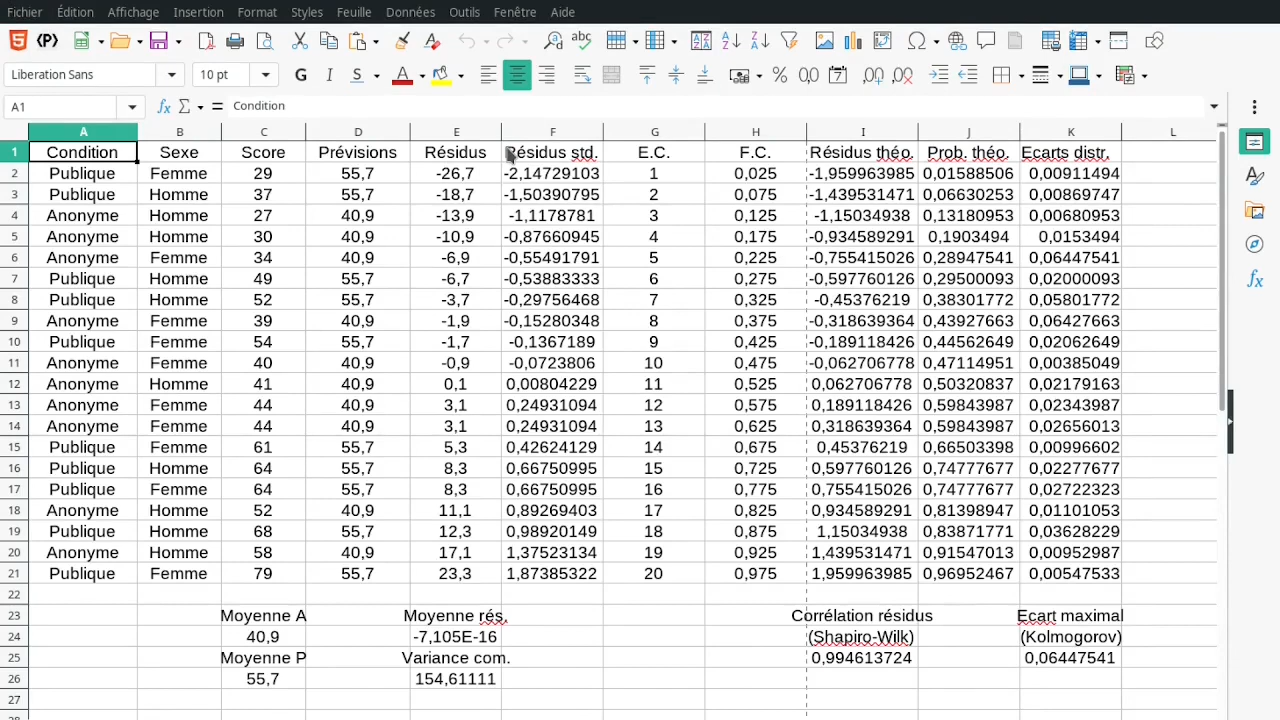 Fichier Édition Affichage Insertion Format Styles Feuille Données Outils Fenêtre Aide
Liberation Sans 10 pt G I S
A1 Condition
A B C D E F G H I J K L
1 Condition Sexe Score Prévisions Résidus Résidus std. E.C. F.C. Résidus théo. Prob. théo. Ecarts distr.
2 Publique Femme 29 55,7 -26,7 -2,14729103 1 0,025 -1,959963985 0,01588506 0,00911494
3 Publique Homme 37 55,7 -18,7 -1,50390795 2 0,075 -1,439531471 0,06630253 0,00869747
4 Anonyme Homme 27 40,9 -13,9 -1,1178781 3 0,125 -1,15034938 0,13180953 0,00680953
5 Anonyme Homme 30 40,9 -10,9 -0,87660945 4 0,175 -0,934589291 0,1903494 0,0153494
6 Anonyme Femme 34 40,9 -6,9 -0,55491791 5 0,225 -0,755415026 0,28947541 0,06447541
7 Publique Homme 49 55,7 -6,7 -0,53883333 6 0,275 -0,597760126 0,29500093 0,02000093
8 Publique Homme 52 55,7 -3,7 -0,29756468 7 0,325 -0,45376219 0,38301772 0,05801772
9 Anonyme Femme 39 40,9 -1,9 -0,15280348 8 0,375 -0,318639364 0,43927663 0,06427663
10 Publique Femme 54 55,7 -1,7 -0,1367189 9 0,425 -0,189118426 0,44562649 0,02062649
11 Anonyme Femme 40 40,9 -0,9 -0,0723806 10 0,475 -0,062706778 0,47114951 0,00385049
12 Anonyme Homme 41 40,9 0,1 0,00804229 11 0,525 0,062706778 0,50320837 0,02179163
13 Anonyme Femme 44 40,9 3,1 0,24931094 12 0,575 0,189118426 0,59843987 0,02343987
14 Anonyme Femme 44 40,9 3,1 0,24931094 13 0,625 0,318639364 0,59843987 0,02656013
15 Publique Femme 61 55,7 5,3 0,42624129 14 0,675 0,45376219 0,66503398 0,00996602
16 Publique Homme 64 55,7 8,3 0,66750995 15 0,725 0,597760126 0,74777677 0,02277677
17 Publique Femme 64 55,7 8,3 0,66750995 16 0,775 0,755415026 0,74777677 0,02722323
18 Anonyme Homme 52 40,9 11,1 0,89269403 17 0,825 0,934589291 0,81398947 0,01101053
19 Publique Homme 68 55,7 12,3 0,98920149 18 0,875 1,15034938 0,83871771 0,03628229
20 Anonyme Homme 58 40,9 17,1 1,37523134 19 0,925 1,439531471 0,91547013 0,00952987
21 Publique Femme 79 55,7 23,3 1,87385322 20 0,975 1,959963985 0,96952467 0,00547533
22
23 Moyenne A Moyenne rés. Corrélation résidus Ecart maximal
24 40,9 -7,105E-16 (Shapiro-Wilk) (Kolmogorov)
25 Moyenne P Variance com. 0,994613724 0,06447541
26 55,7 154,61111
27
28